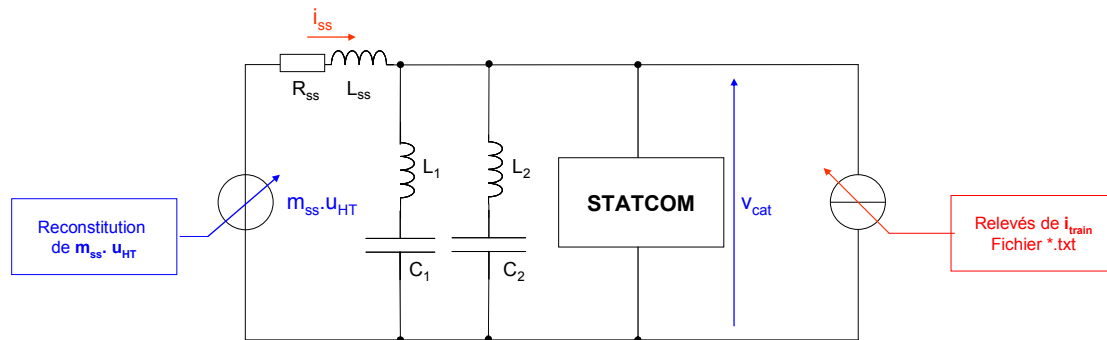 i_ss
R_ss
L_ss
L_1
L_2
C_1
C_2
m_ss.u_HT
STATCOM
v_cat
Reconstitution
de m_ss. u_HT
Relevés de i_train
Fichier *.txt